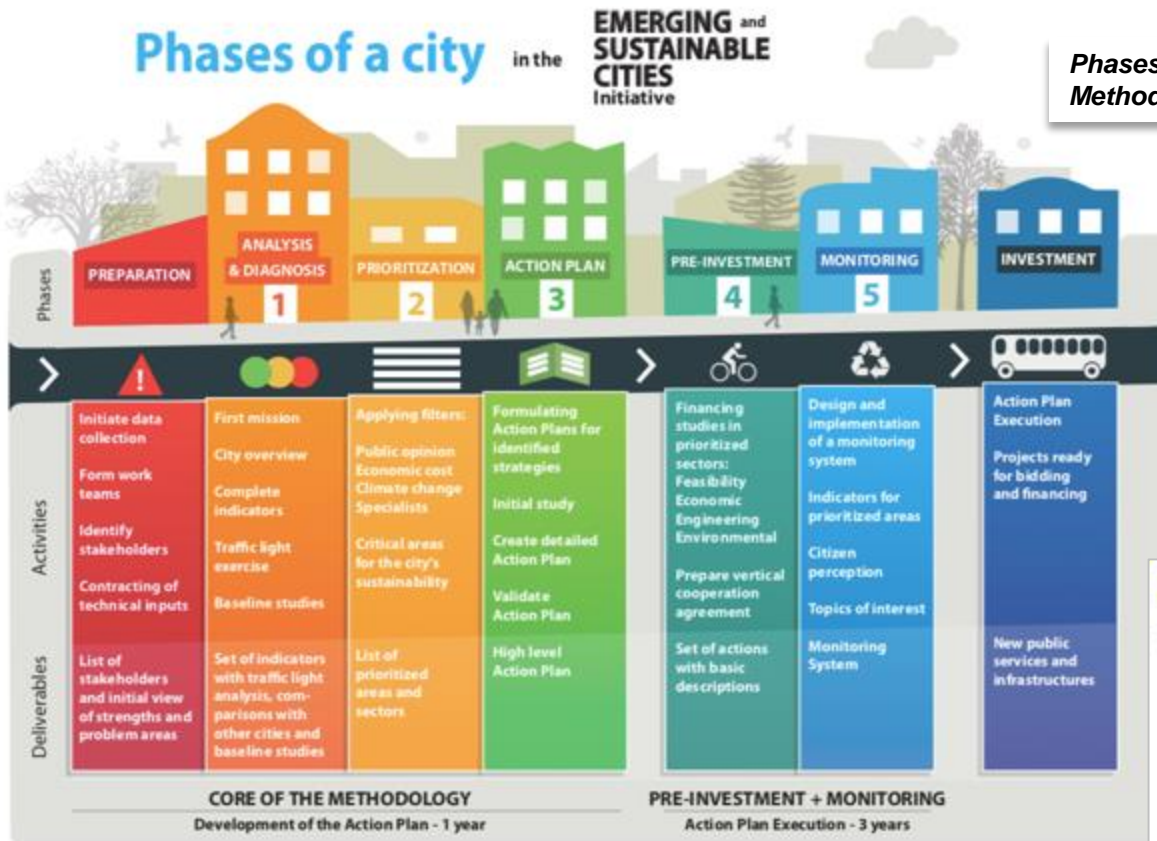 Phases of a city in the
EMERGING and
SUSTAINABLE
CITIES
Initiative
Phases
PREPARATION
ANALYSIS
& DIAGNOSIS
1
PRIORITIZATION
2
ACTION PLAN
3
PRE-INVESTMENT
4
MONITORING
5
INVESTMENT
Phases
Activities
Initiate data
collection
Form work
teams
Identify
stakeholders
Contracting of
technical inputs
First mission
City overview
Complete
indicators
Traffic light
exercise
Baseline studies
Applying filters:
Public opinion
Economic cost
Climate change
Specialists
Critical areas
for the city's
sustainability
Formulating
Action Plans for
identified
strategies
Initial study
Create detailed
Action Plan
Validate
Action Plan
Financing
studies in
prioritized
sectors:
Feasibility
Economic
Engineering
Environmental
Prepare vertical
cooperation
agreement
Design and
implementation
of a monitoring
system
Indicators for
prioritized areas
Citizen
perception
Topics of interest
Action Plan
Execution
Projects ready
for bidding
and financing
Deliverables
List of
stakeholders
and initial view
of strengths and
problem areas
Set of indicators
with traffic light
analysis, com-
parisons with
other cities and
baseline studies
List of
prioritized
areas and
sectors
High level
Action Plan
Set of actions
with basic
descriptions
Monitoring
System
New public
services and
infrastructures
CORE OF THE METHODOLOGY
Development of the Action Plan - 1 year
PRE-INVESTMENT + MONITORING
Action Plan Execution - 3 years